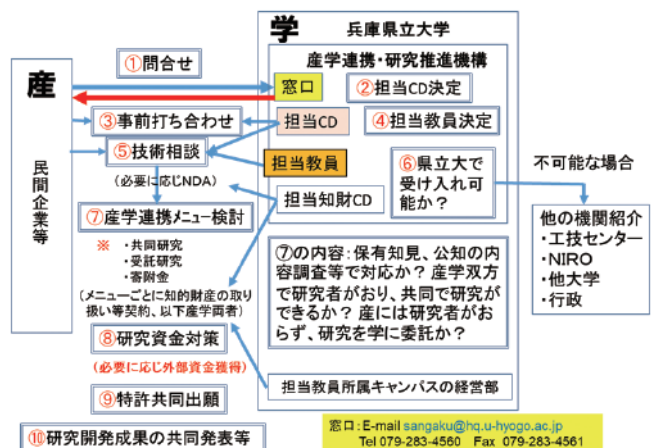 学
兵庫県立大学
産学連携・研究推進機構
産
民間企業等
①問合せ
窓口
②担当CD決定
③事前打ち合わせ
担当CD
④担当教員決定
⑤技術相談
担当教員
(必要に応じNDA)
担当知財CD
⑥県立大で
受け入れ可
能か?
不可能な場合
他の機関紹介
・工技センター
・NIRO
・他大学
・行政
⑦産学連携メニュー検討
※ ・共同研究
・受託研究
・寄附金
(メニューごとに知的財産の取り
扱い等契約、以下産学両者)
⑦の内容:保有知見、公知の内
容調査等で対応か? 産学双方
で研究者がおり、共同で研究が
できるか? 産には研究者がお
らず、研究を学に委託か?
⑧研究資金対策
(必要に応じ外部資金獲得)
担当教員所属キャンパスの経営部
⑨特許共同出願
⑩研究開発成果の共同発表等
窓口:E-mail sangaku@hq.u-hyogo.ac.jp
Tel 079-283-4560 Fax 079-283-4561